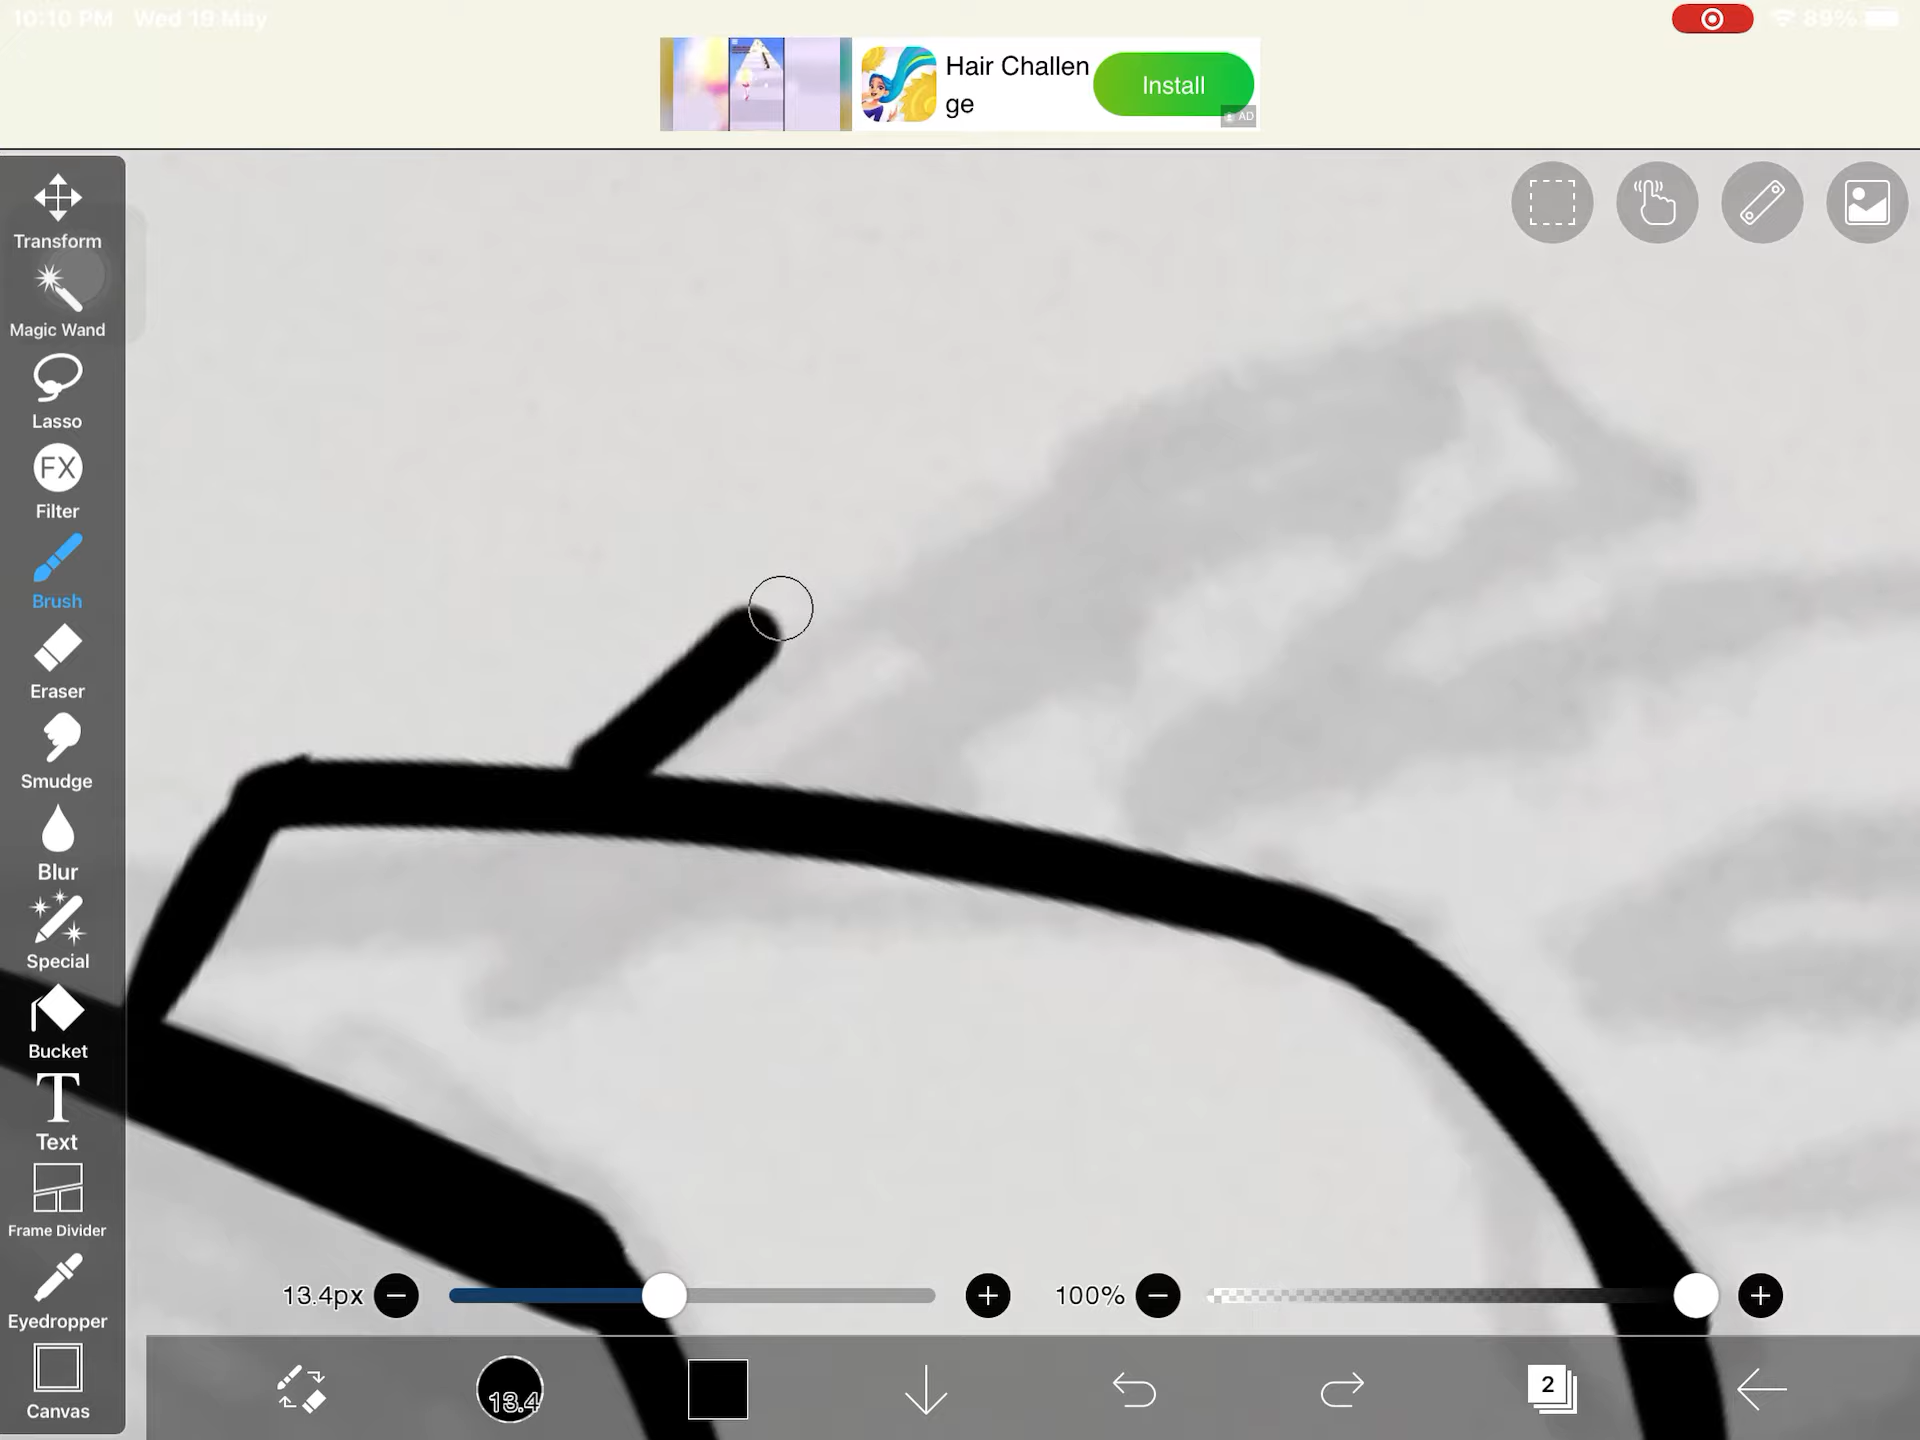 10:10 PM Wed 19 May
89%
Hair Challen
ge
Install
AD
Transform
Magic Wand
Lasso
FX
Filter
Brush
Eraser
Smudge
Blur
Special
Bucket
T
Text
Frame Divider
Eyedropper
Canvas
13.4px
100%
13.4
2